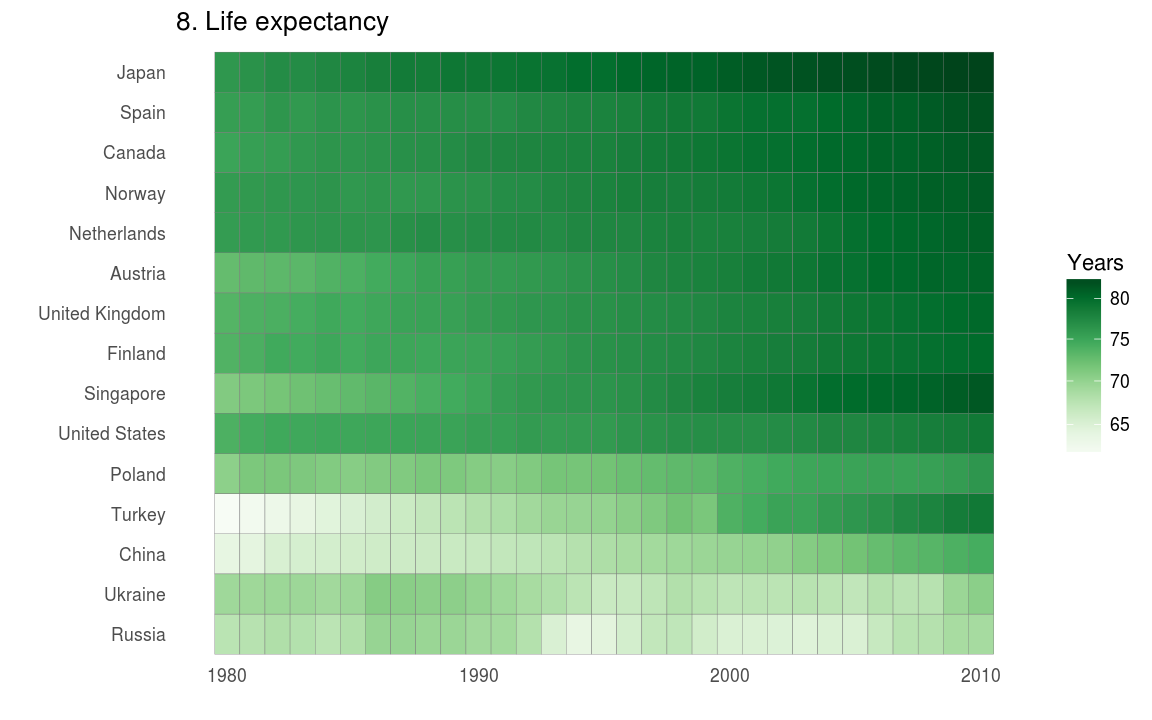 8. Life expectancy
Japan
Spain
Canada
Norway
Netherlands
Austria
United Kingdom
Finland
Singapore
United States
Poland
Turkey
China
Ukraine
Russia
1980 1990 2000 2010
Years
80
75
70
65